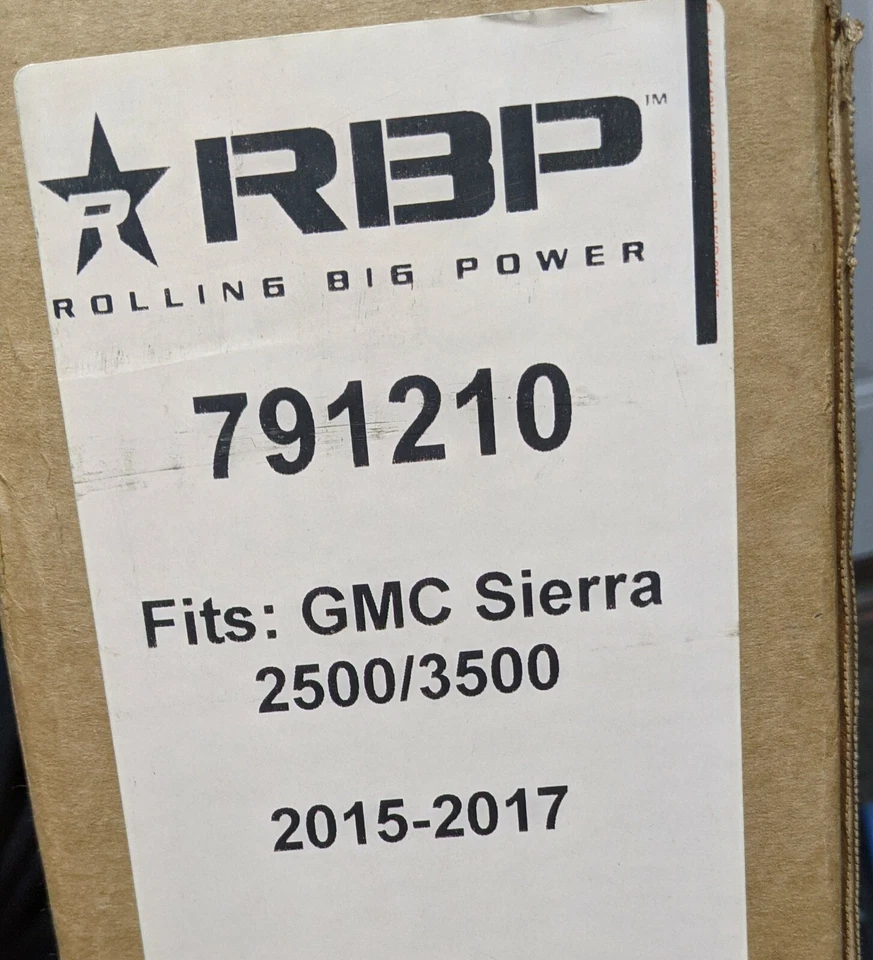 R RBP™
ROLLING BIG POWER
791210
Fits: GMC Sierra
2500/3500
2015-2017